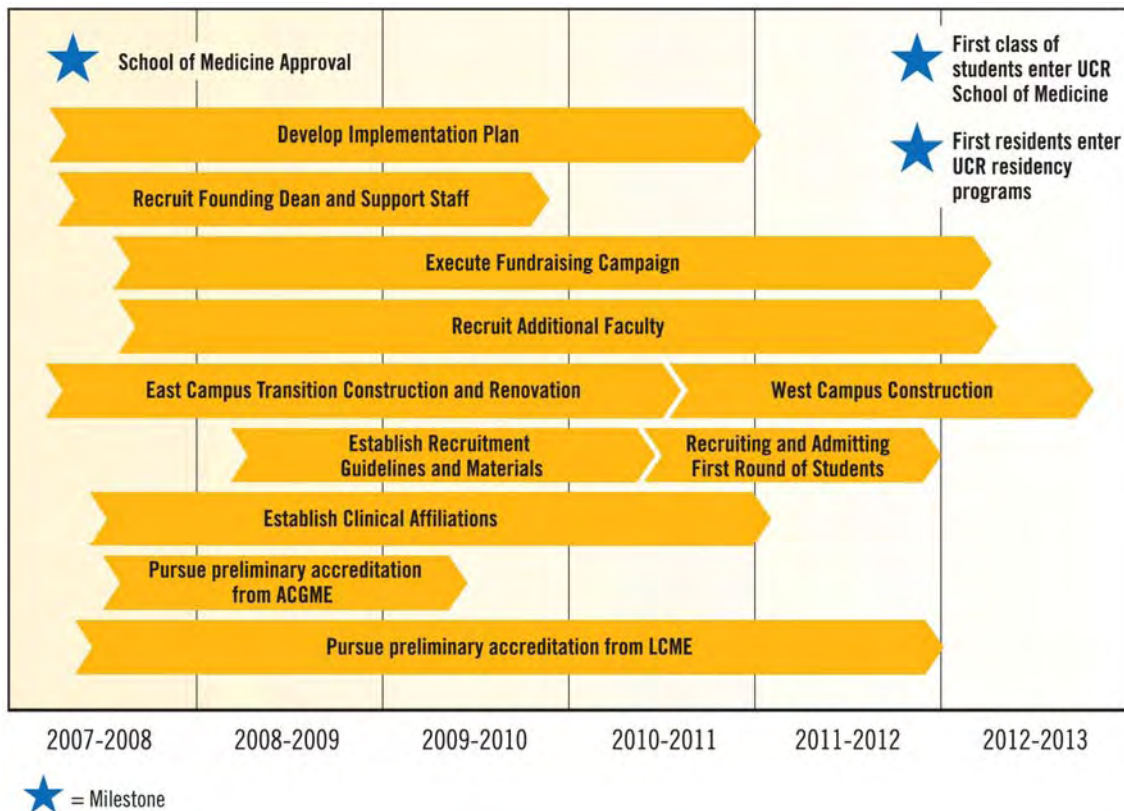 School of Medicine Approval
First class of
students enter UCR
School of Medicine
Develop Implementation Plan
First residents enter
UCR residency
programs
Recruit Founding Dean and Support Staff
Execute Fundraising Campaign
Recruit Additional Faculty
East Campus Transition Construction and Renovation
West Campus Construction
Establish Recruitment
Guidelines and Materials
Recruiting and Admitting
First Round of Students
Establish Clinical Affiliations
Pursue preliminary accreditation
from ACGME
Pursue preliminary accreditation from LCME
2007-2008
2008-2009
2009-2010
2010-2011
2011-2012
2012-2013
= Milestone